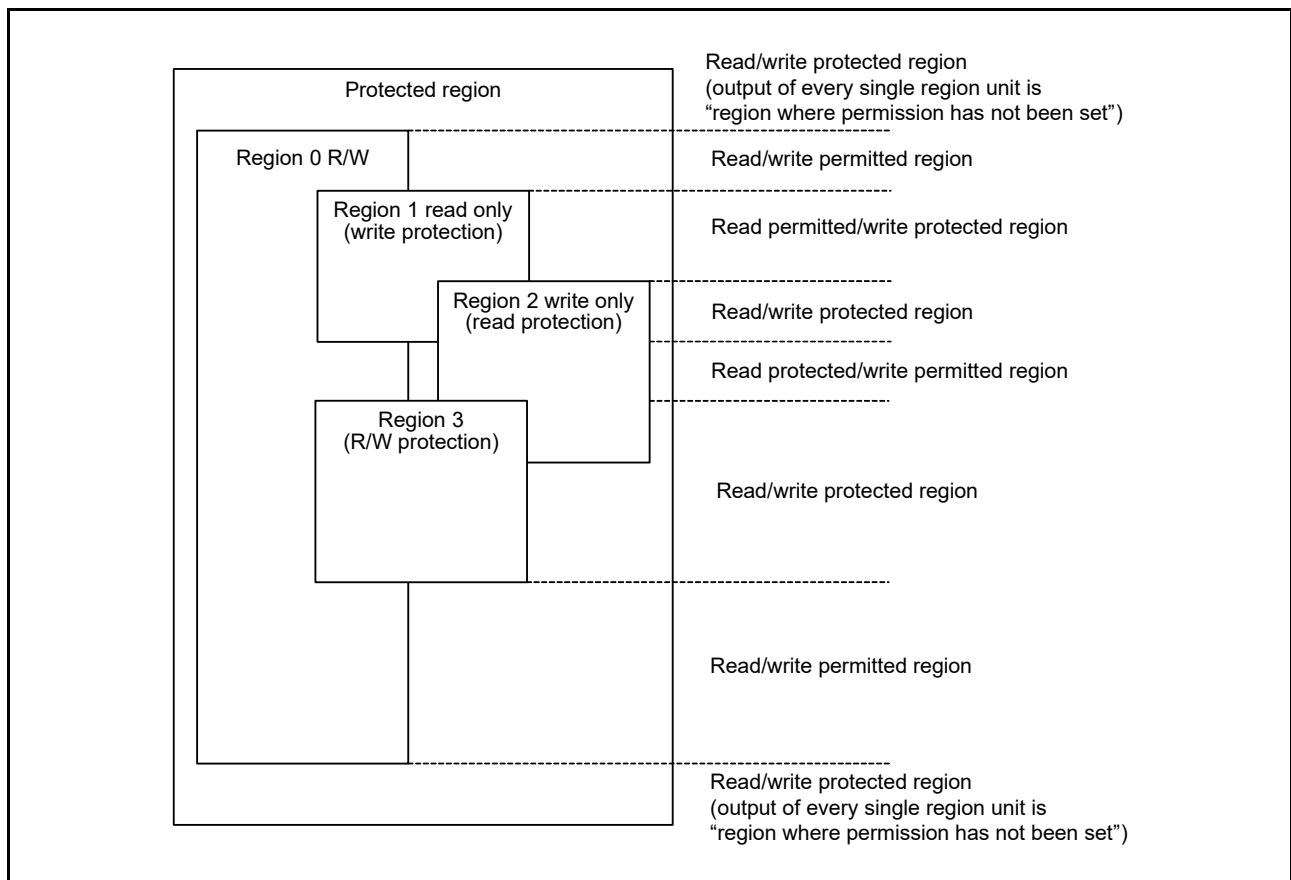 Read/write protected region
(output of every single region unit is
“region where permission has not been set”)
Protected region
Region 0 R/W
Read/write permitted region
Region 1 read only
(write protection)
Read permitted/write protected region
Region 2 write only
(read protection)
Read/write protected region
Read protected/write permitted region
Region 3
(R/W protection)
Read/write protected region
Read/write permitted region
Read/write protected region
(output of every single region unit is
“region where permission has not been set”)